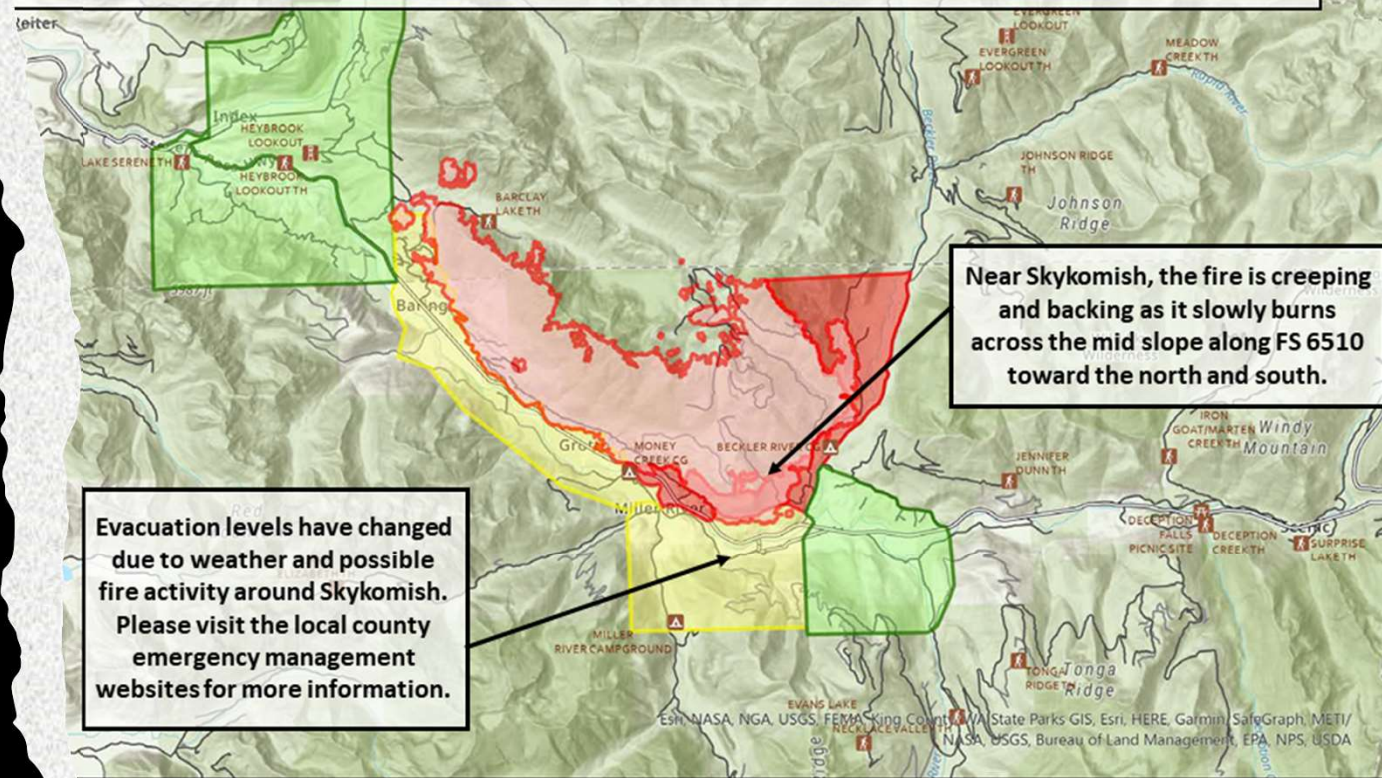 Index
HEYBROOK
LOOKOUT
LAKE SERENE TH
HEYBROOK
LOOKOUT TH
BARCLAY
LAKE TH
EVERGREEN
LOOKOUT
EVERGREEN
LOOKOUT TH
MEADOW
CREEK TH
Rapid River
JOHNSON RIDGE
TH
Johnson
Ridge
Baring
Near Skykomish, the fire is creeping
and backing as it slowly burns
across the mid slope along FS 6510
toward the north and south.
Wilderness
MONEY
CREEK CG
BECKLER RIVER CG
IRON
GOAT/MARTEN
CREEK TH
Windy
Mountain
JENNIFER
DUNN TH
Miller River
DECEPTION
FALLS
PICNIC SITE
DECEPTION
CREEK TH
Scenic
SURPRISE
LAKE TH
Evacuation levels have changed
due to weather and possible
fire activity around Skykomish.
Please visit the local county
emergency management
websites for more information.
MILLER
RIVER CAMPGROUND
TONGA
RIDGE TH
Tonga
Ridge
EVANS LAKE
NECKLACE VALLEY TH
Esri, NASA, NGA, USGS, FEMA, King County, WA State Parks GIS, Esri, HERE, Garmin, SafeGraph, METI/
NASA, USGS, Bureau of Land Management, EPA, NPS, USDA